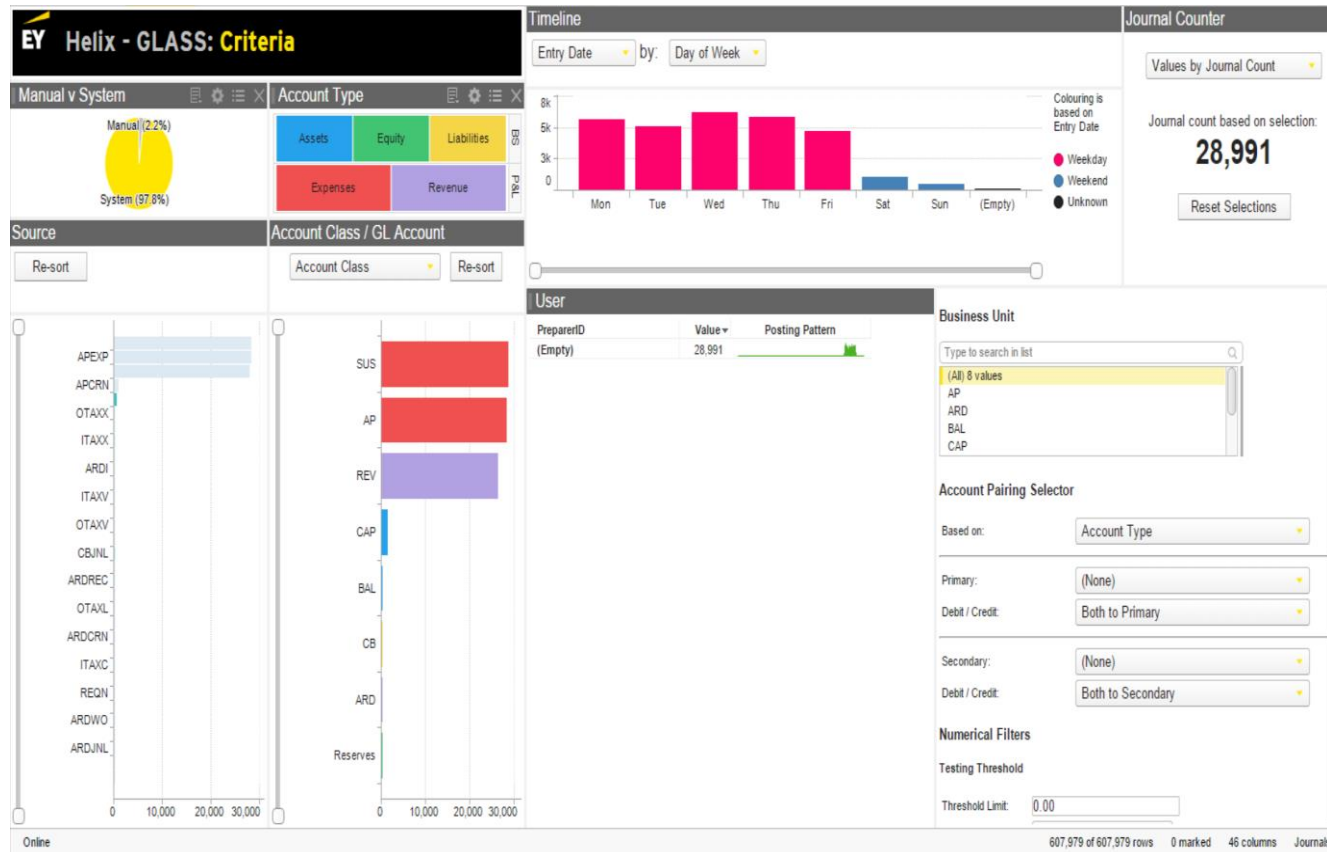 EY Helix - GLASS: Criteria
Manual v System
Manual (2.2%)
System (97.8%)
Account Type
Assets
Equity
Liabilities
BS
Expenses
Revenue
P&L
Source
Re-sort
APEXP
APCRN
OTAXX
ITAXX
ARDI
ITAXV
OTAXV
CBJNL
ARDREC
OTAXL
ARDCRN
ITAXC
REQN
ARDWO
ARDJNL
0 10,000 20,000 30,000
Account Class / GL Account
Account Class
Re-sort
SUS
AP
REV
CAP
BAL
CB
ARD
Reserves
0 10,000 20,000 30,000
Timeline
Entry Date by: Day of Week
8k
5k
3k
0
Mon Tue Wed Thu Fri Sat Sun (Empty)
Colouring is
based on
Entry Date
Weekday
Weekend
Unknown
Journal Counter
Values by Journal Count
Journal count based on selection:
28,991
Reset Selections
User
PreparerID Value Posting Pattern
(Empty) 28,991
Business Unit
Type to search in list
(All) 8 values
AP
ARD
BAL
CAP
Account Pairing Selector
Based on: Account Type
Primary: (None)
Debit / Credit: Both to Primary
Secondary: (None)
Debit / Credit: Both to Secondary
Numerical Filters
Testing Threshold
Threshold Limit: 0.00
Online
607,979 of 607,979 rows 0 marked 46 columns Journals